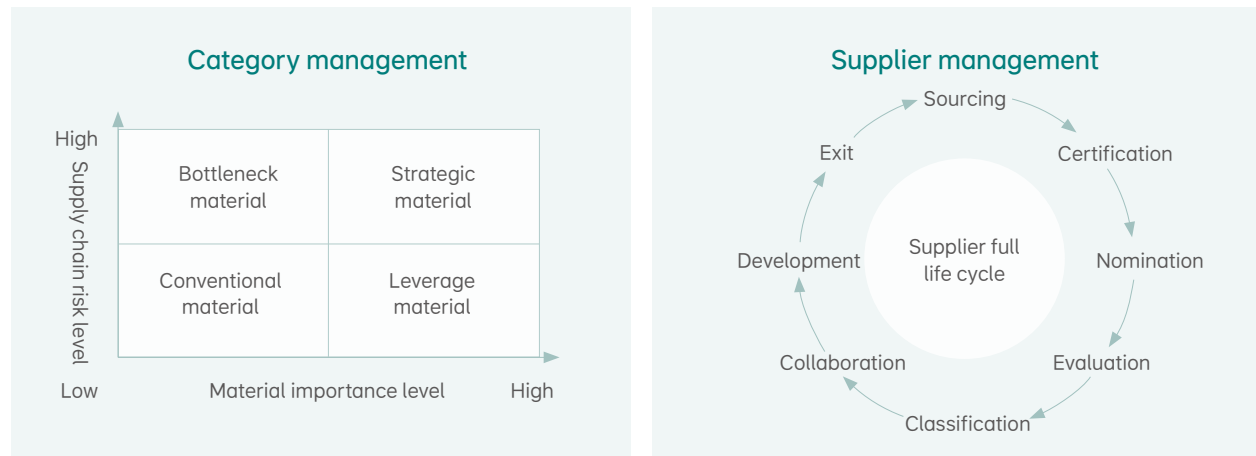 Category management
High
Supply chain risk level
Bottleneck
material
Strategic
material
Conventional
material
Leverage
material
Low
Material importance level
High
Supplier management
Sourcing
Certification
Nomination
Evaluation
Classification
Collaboration
Development
Exit
Supplier full
life cycle